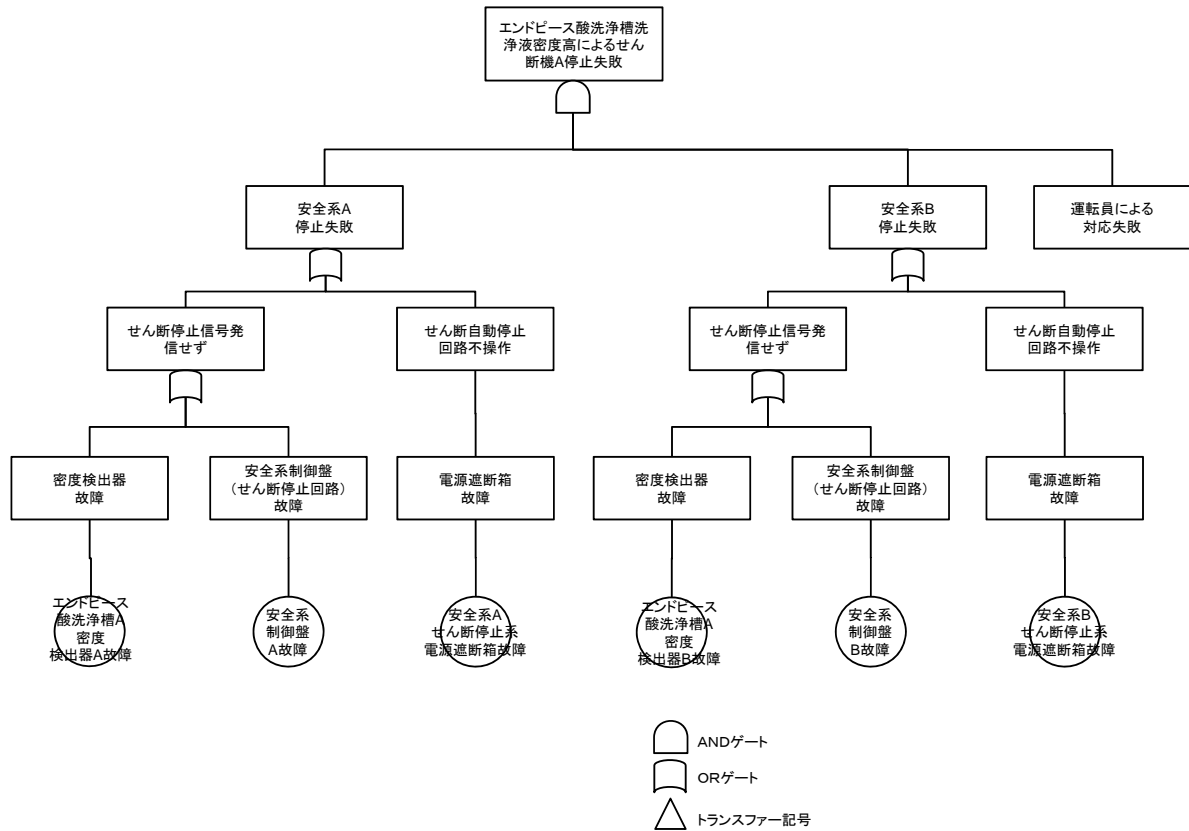 エンドピース酸洗浄槽洗
浄液密度高によるせん
断機A停止失敗
安全系A
停止失敗
安全系B
停止失敗
運転員による
対応失敗
せん断停止信号発
信せず
せん断自動停止
回路不操作
せん断停止信号発
信せず
せん断自動停止
回路不操作
密度検出器
故障
安全系制御盤
(せん断停止回路)
故障
電源遮断箱
故障
密度検出器
故障
安全系制御盤
(せん断停止回路)
故障
電源遮断箱
故障
エンドピース
酸洗浄槽A
密度
検出器A故障
安全系
制御盤
A故障
安全系A
せん断停止系
電源遮断箱故障
エンドピース
酸洗浄槽A
密度
検出器B故障
安全系
制御盤
B故障
安全系B
せん断停止系
電源遮断箱故障
ANDゲート
ORゲート
トランスファー記号